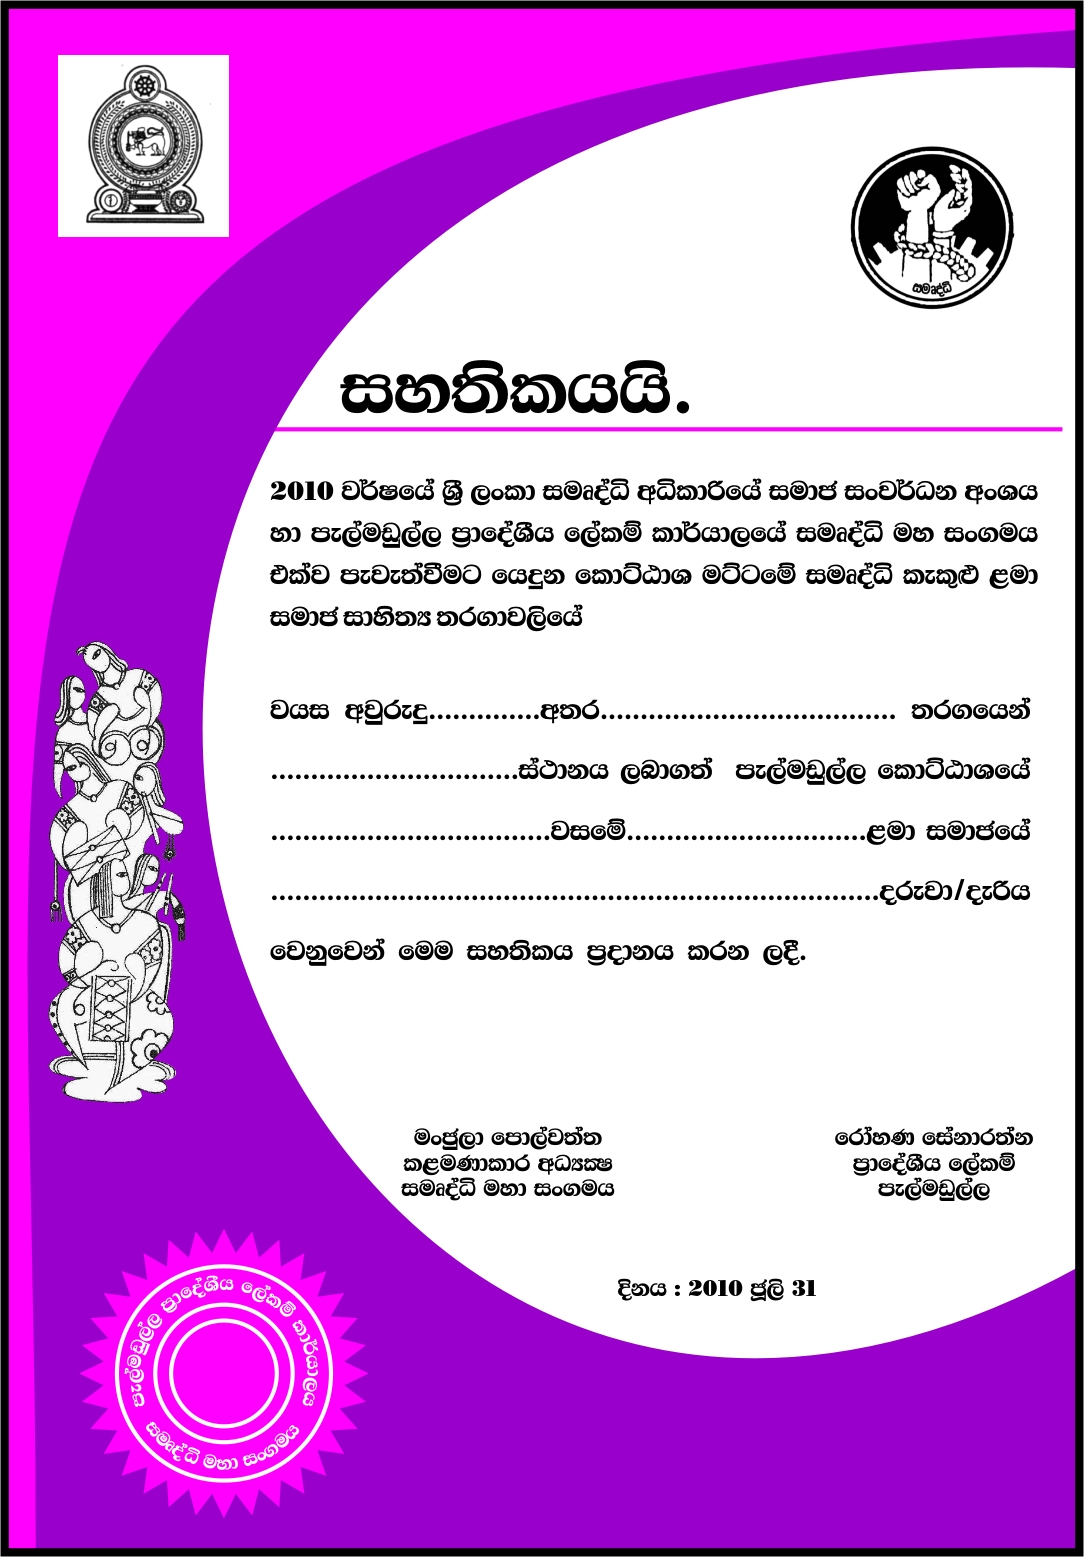 සමෘද්ධි
සහතිකයයි.
2010 වර්ෂයේ ශ්‍රී ලංකා සමෘද්ධි අධිකාරියේ සමාජ සංවර්ධන අංශය
හා පැල්මඩුල්ල ප්‍රාදේශීය ලේකම් කාර්යාලයේ සමෘද්ධි මහ සංගමය
එක්ව පැවැත්වීමට යෙදුන කොට්ඨාශ මට්ටමේ සමෘද්ධි කැකුළු ළමා
සමාජ සාහිත්‍ය තරගාවලියේ
වයස අවුරුදු..............අතර..................................... තරගයෙන්
...............................ස්ථානය ලබාගත් පැල්මඩුල්ල කොට්ඨාශයේ
...................................වසමේ..............................ළමා සමාජයේ
............................................................................දරුවා/දැරිය
වෙනුවෙන් මෙම සහතිකය ප්‍රදානය කරන ලදී.
මංජුලා පොල්වත්ත
කළමණාකාර අධ්‍යක්ෂ
සමෘද්ධි මහා සංගමය
රෝහණ සේනාරත්න
ප්‍රාදේශීය ලේකම්
පැල්මඩුල්ල
දිනය : 2010 ජූලි 31
පැල්මඩුල්ල ප්‍රාදේශීය ලේකම් කාර්යාලය
සමෘද්ධි මහා සංගමය